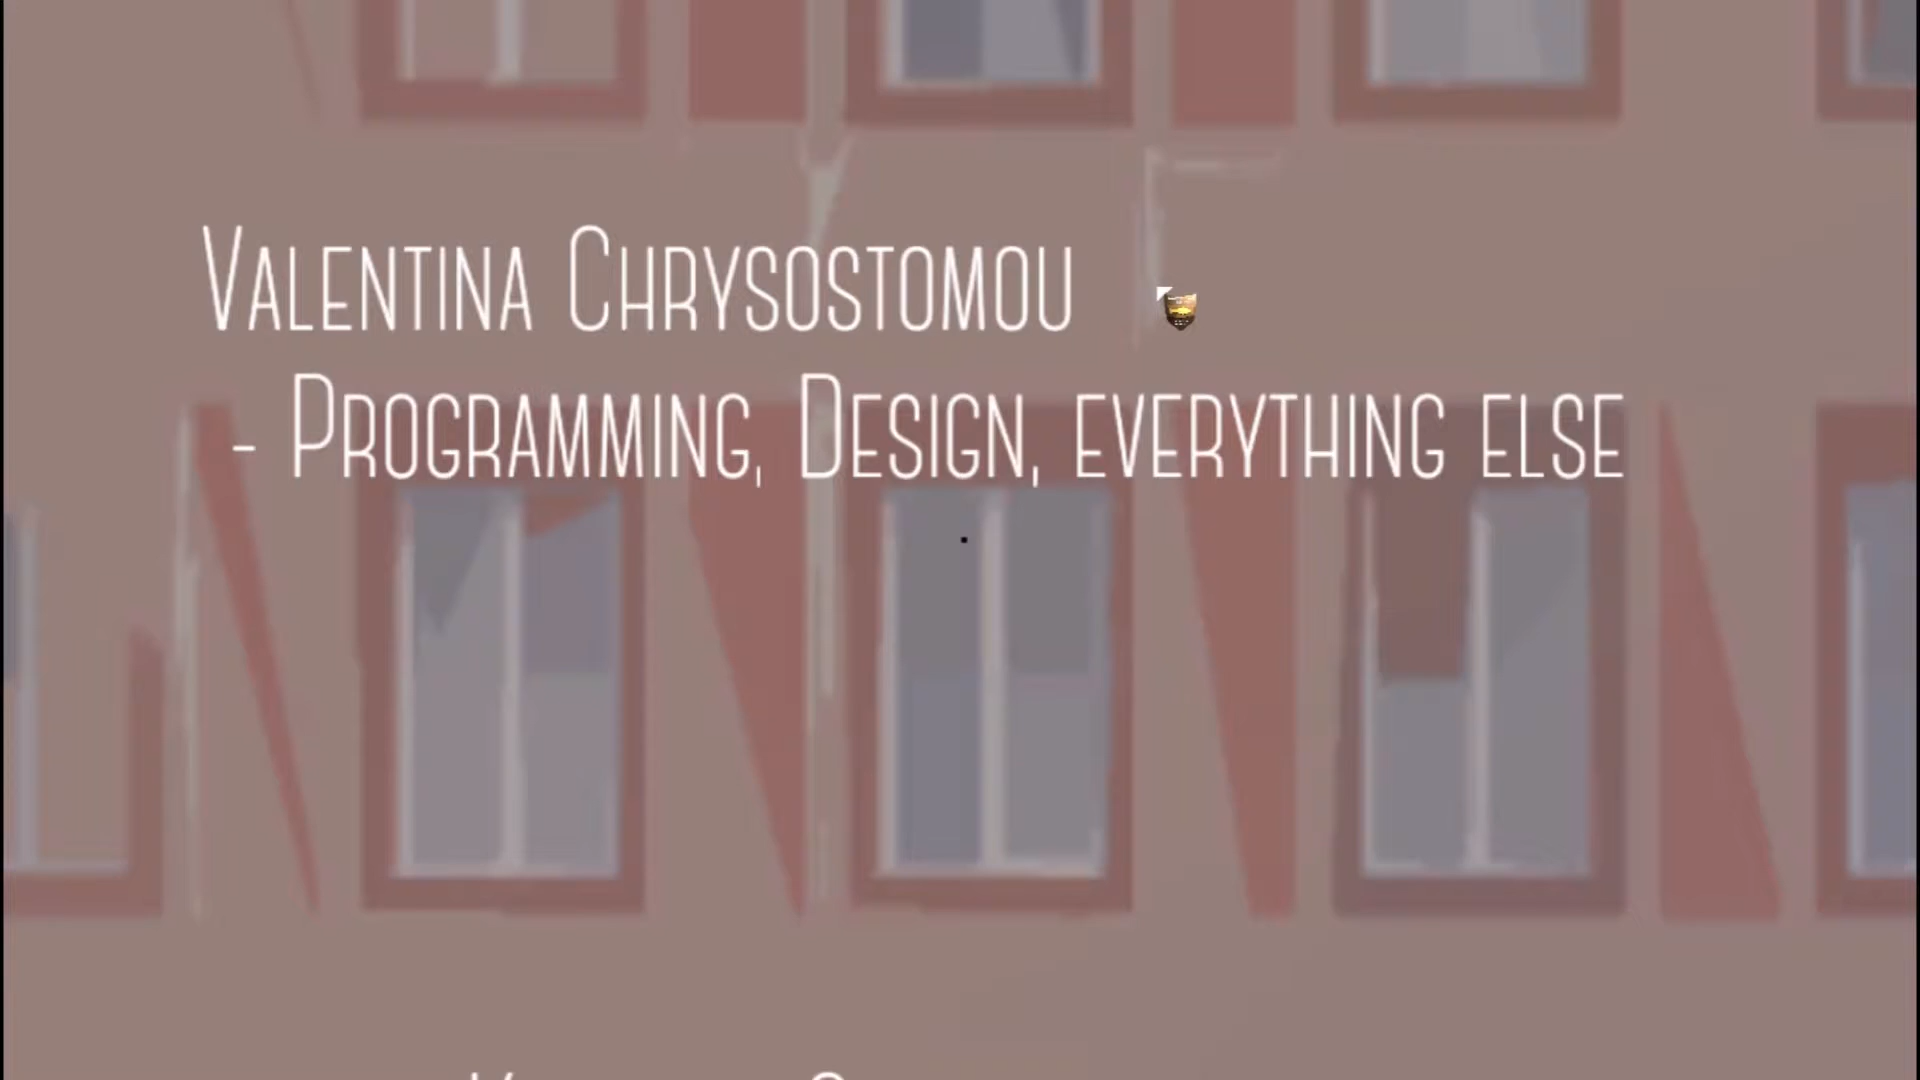 Valentina Chrysostomou
- Programming, Design, everything else